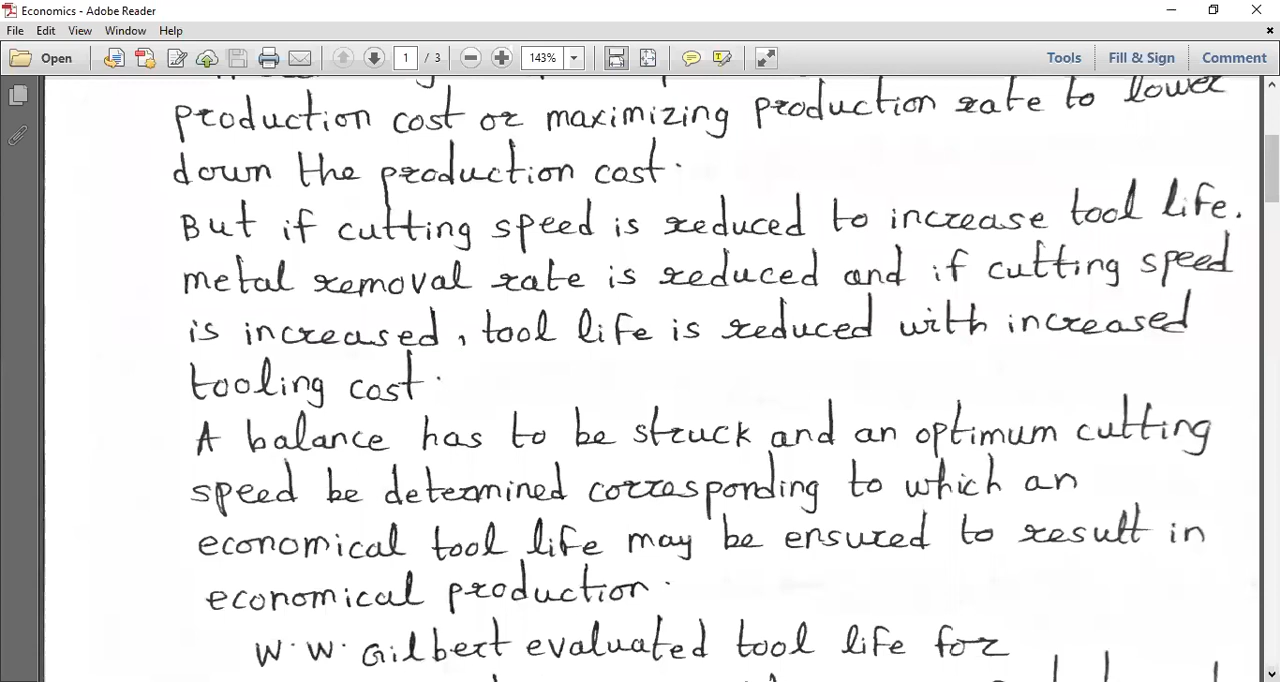 Economics - Adobe Reader
File Edit View Window Help
Open 1 / 3 143% Tools Fill & Sign Comment
production cost or maximizing production rate to lower
down the production cost.
But if cutting speed is reduced to increase tool life.
metal removal rate is reduced and if cutting speed
is increased, tool life is reduced with increased
tooling cost.
A balance has to be struck and an optimum cutting
speed be determined corresponding to which an
economical tool life may be ensured to result in
economical production.
W.W. Gilbert evaluated tool life for